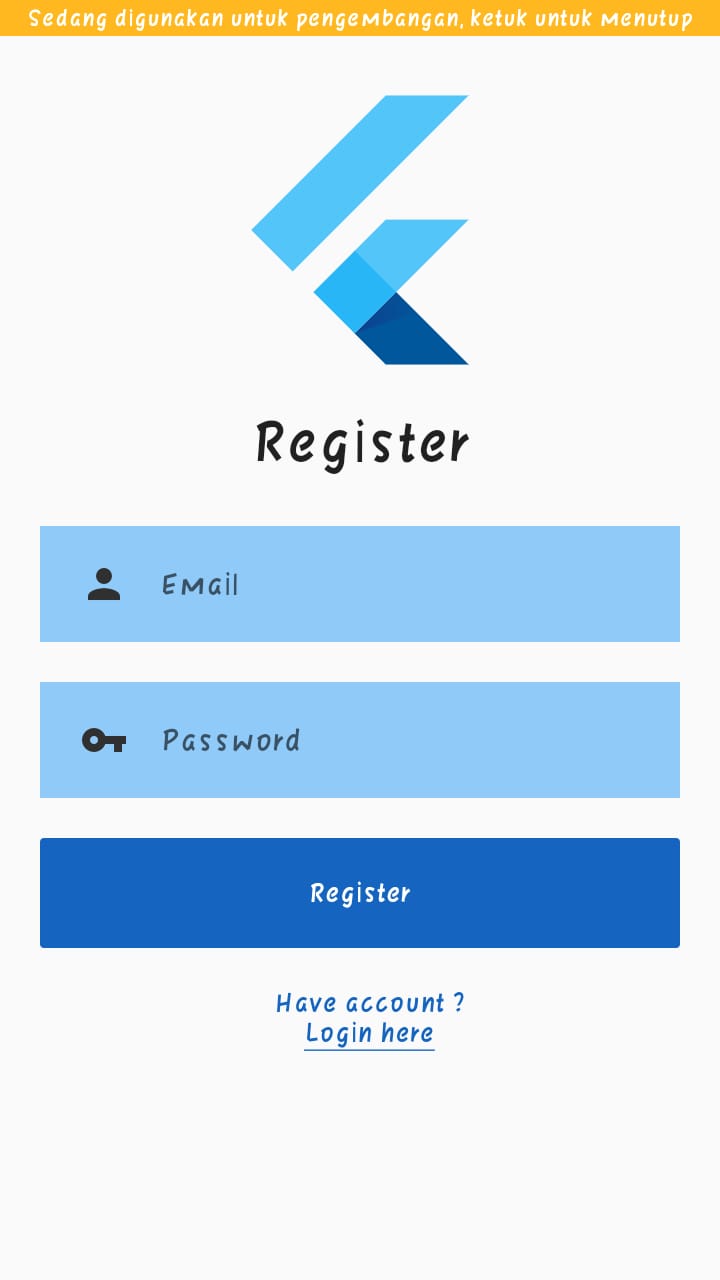 Sedang digunakan untuk pengembangan, ketuk untuk menutup
Register
Email
Password
Register
Have account ?
Login here